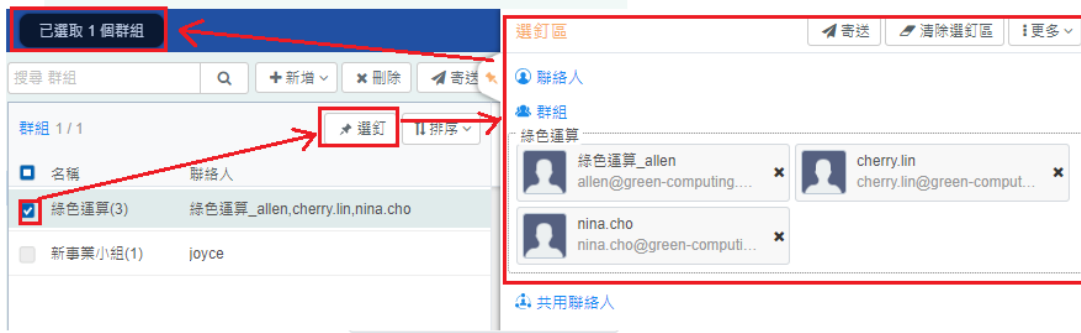 已選取 1 個群組
搜尋 群組
新增
刪除
寄送
群組 1 / 1
選釘
排序
名稱
聯絡人
綠色運算(3)
綠色運算_allen,cherry.lin,nina.cho
新事業小組(1)
joyce
選釘區
寄送
清除選釘區
更多
聯絡人
群組
綠色運算
綠色運算_allen
allen@green-computing....
cherry.lin
cherry.lin@green-comput...
nina.cho
nina.cho@green-computi...
共用聯絡人